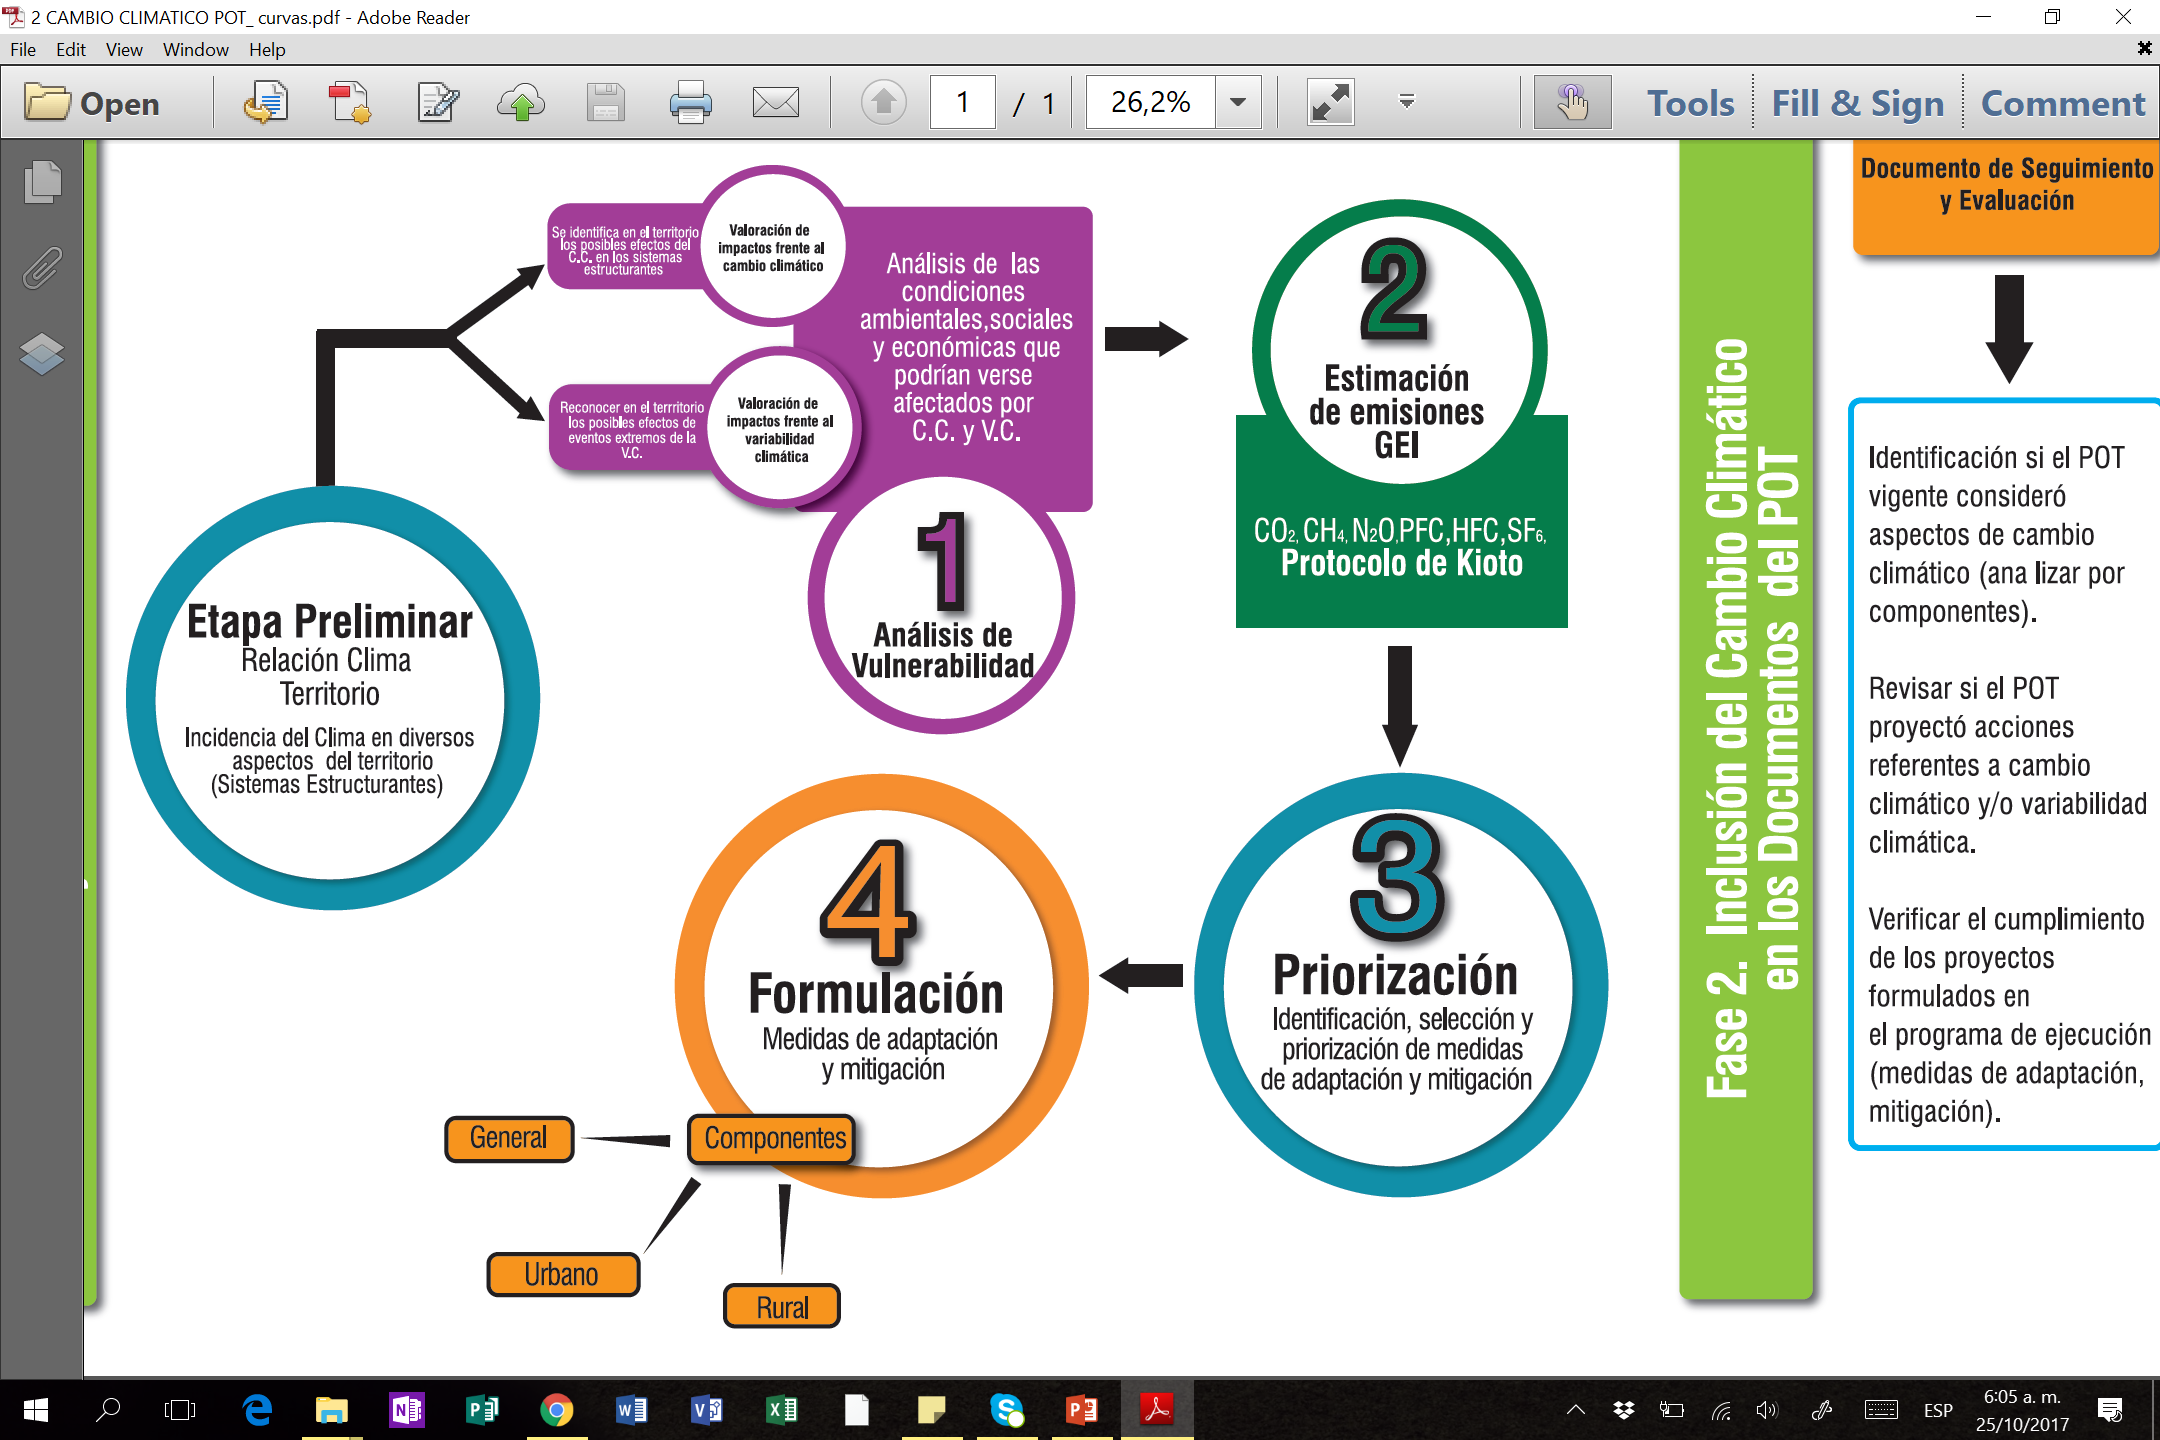 2 CAMBIO CLIMATICO POT_ curvas.pdf - Adobe Reader
File Edit View Window Help
Open
1 / 1
26,2%
Tools
Fill & Sign
Comment
Se identifica en el territorio
los posibles efectos del
C.C. en los sistemas
estructurantes
Valoración de
impactos frente al
cambio climático
Reconocer en el terrritorio
los posibles efectos de
eventos extremos de la
V.C.
Valoración de
impactos frente al
variabilidad
climática
Análisis de las
condiciones
ambientales,sociales
y económicas que
podrían verse
afectados por
C.C. y V.C.
1
Análisis de
Vulnerabilidad
Etapa Preliminar
Relación Clima
Territorio
Incidencia del Clima en diversos
aspectos del territorio
(Sistemas Estructurantes)
2
Estimación
de emisiones
GEI
CO2, CH4, N2O,PFC,HFC,SF6,
Protocolo de Kioto
3
Priorización
Identificación, selección y
priorización de medidas
de adaptación y mitigación
4
Formulación
Medidas de adaptación
y mitigación
Componentes
General
Urbano
Rural
Fase 2. Inclusión del Cambio Climático
en los Documentos del POT
Documento de Seguimiento
y Evaluación
Identificación si el POT
vigente consideró
aspectos de cambio
climático (ana lizar por
componentes).
Revisar si el POT
proyectó acciones
referentes a cambio
climático y/o variabilidad
climática.
Verificar el cumplimiento
de los proyectos
formulados en
el programa de ejecución
(medidas de adaptación,
mitigación).
ESP
6:05 a. m.
25/10/2017